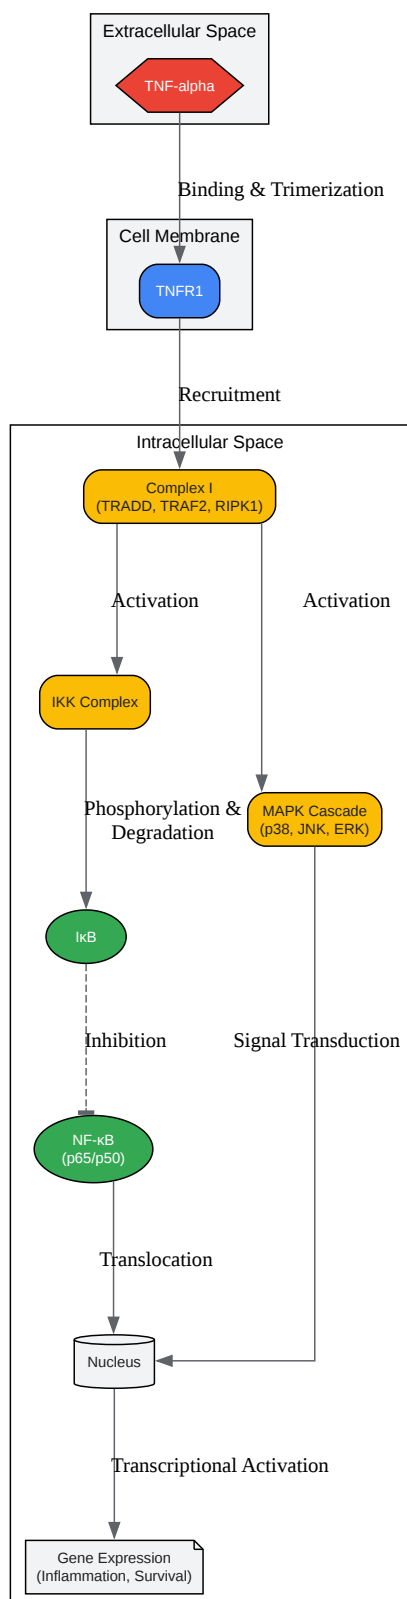 Extracellular Space
TNF-alpha
Binding & Trimerization
Cell Membrane
TNFR1
Recruitment
Intracellular Space
Complex I
(TRADD, TRAF2, RIPK1)
Activation
Activation
IKK Complex
Phosphorylation &
Degradation
MAPK Cascade
(p38, JNK, ERK)
IκB
Inhibition
Signal Transduction
NF-κB
(p65/p50)
Translocation
Nucleus
Transcriptional Activation
Gene Expression
(Inflammation, Survival)